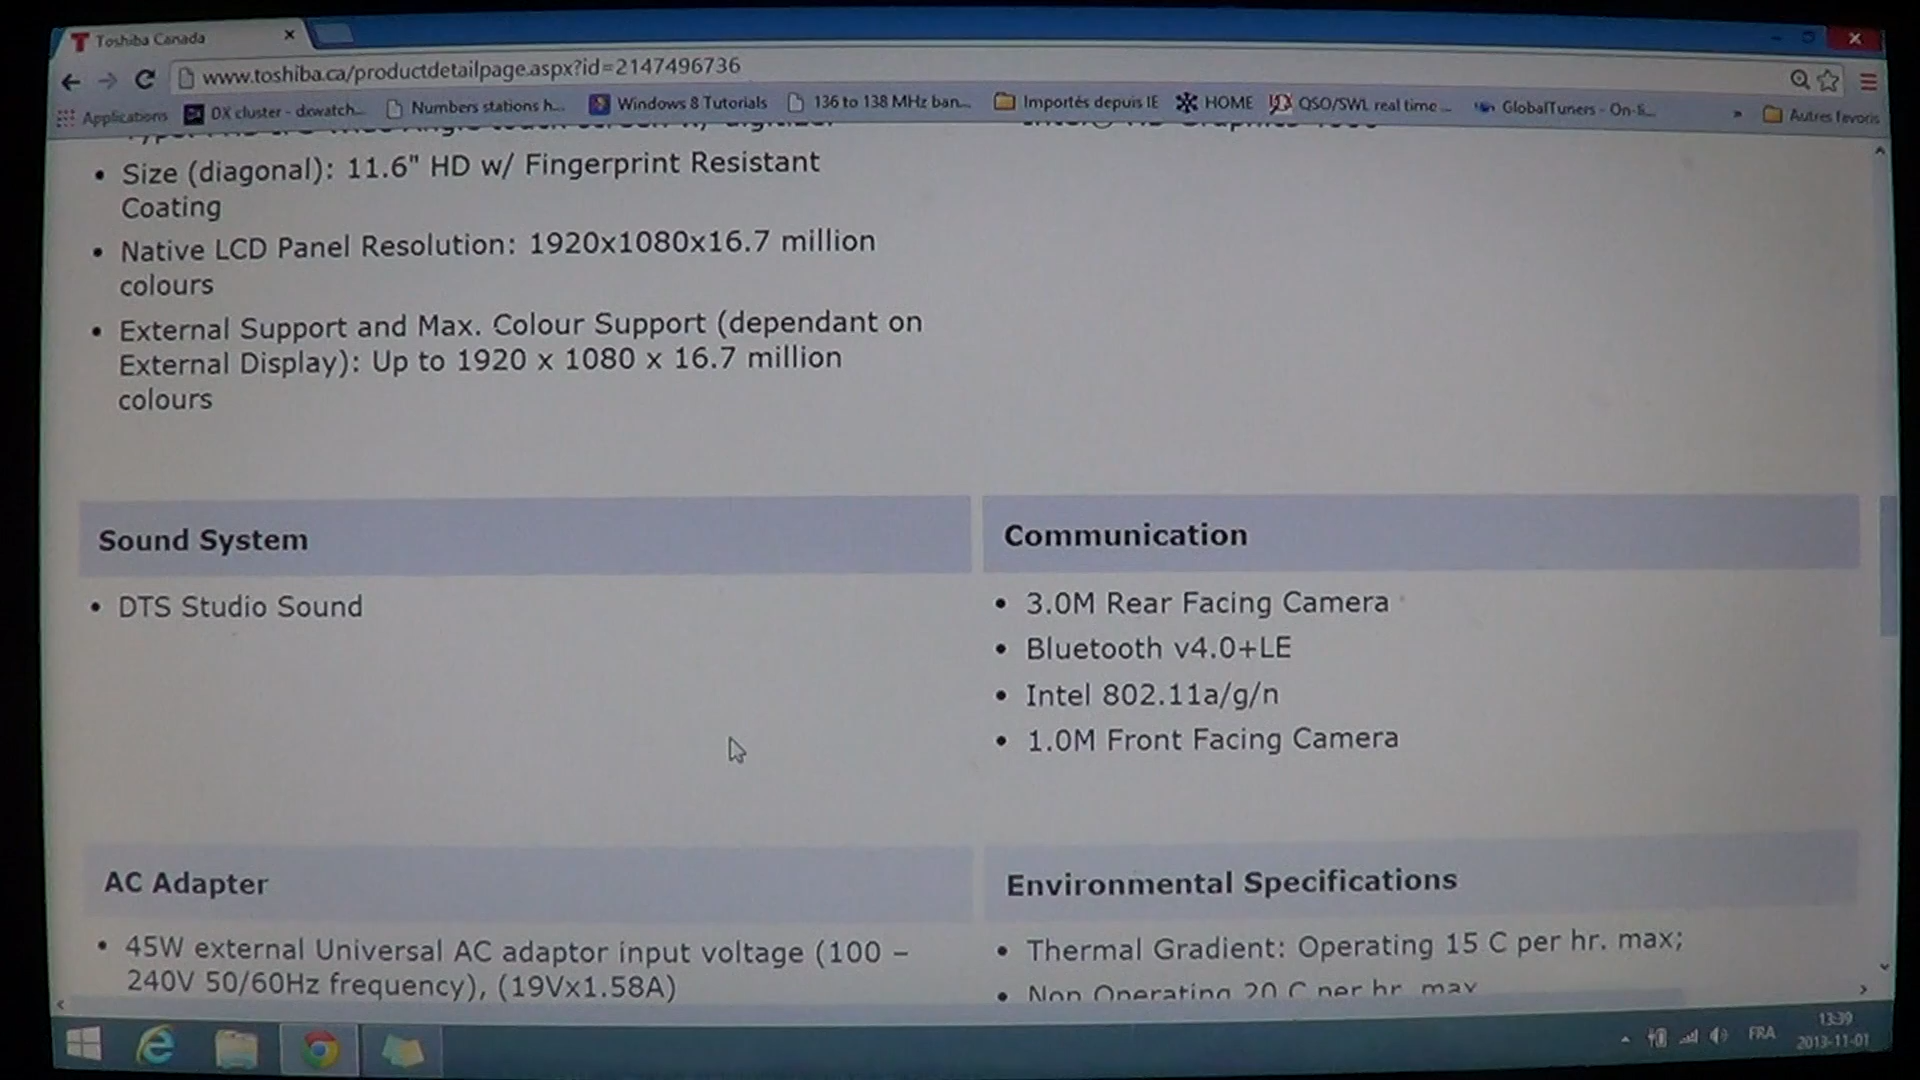 Toshiba Canada
www.toshiba.ca/productdetailpage.aspx?id=2147496736
Applications DX cluster - dxwatch... Numbers stations h... Windows 8 Tutorials 136 to 138 MHz ban... Importés depuis IE HOME QSO/SWL real time ... GlobalTuners - On-li... » Autres favoris
• Size (diagonal): 11.6" HD w/ Fingerprint Resistant
Coating
• Native LCD Panel Resolution: 1920x1080x16.7 million
colours
• External Support and Max. Colour Support (dependant on
External Display): Up to 1920 x 1080 x 16.7 million
colours
Sound System
• DTS Studio Sound
Communication
• 3.0M Rear Facing Camera
• Bluetooth v4.0+LE
• Intel 802.11a/g/n
• 1.0M Front Facing Camera
AC Adapter
• 45W external Universal AC adaptor input voltage (100 –
240V 50/60Hz frequency), (19Vx1.58A)
Environmental Specifications
• Thermal Gradient: Operating 15 C per hr. max;
• Non Operating 20 C per hr. max
FRA
13:39
2013-11-01